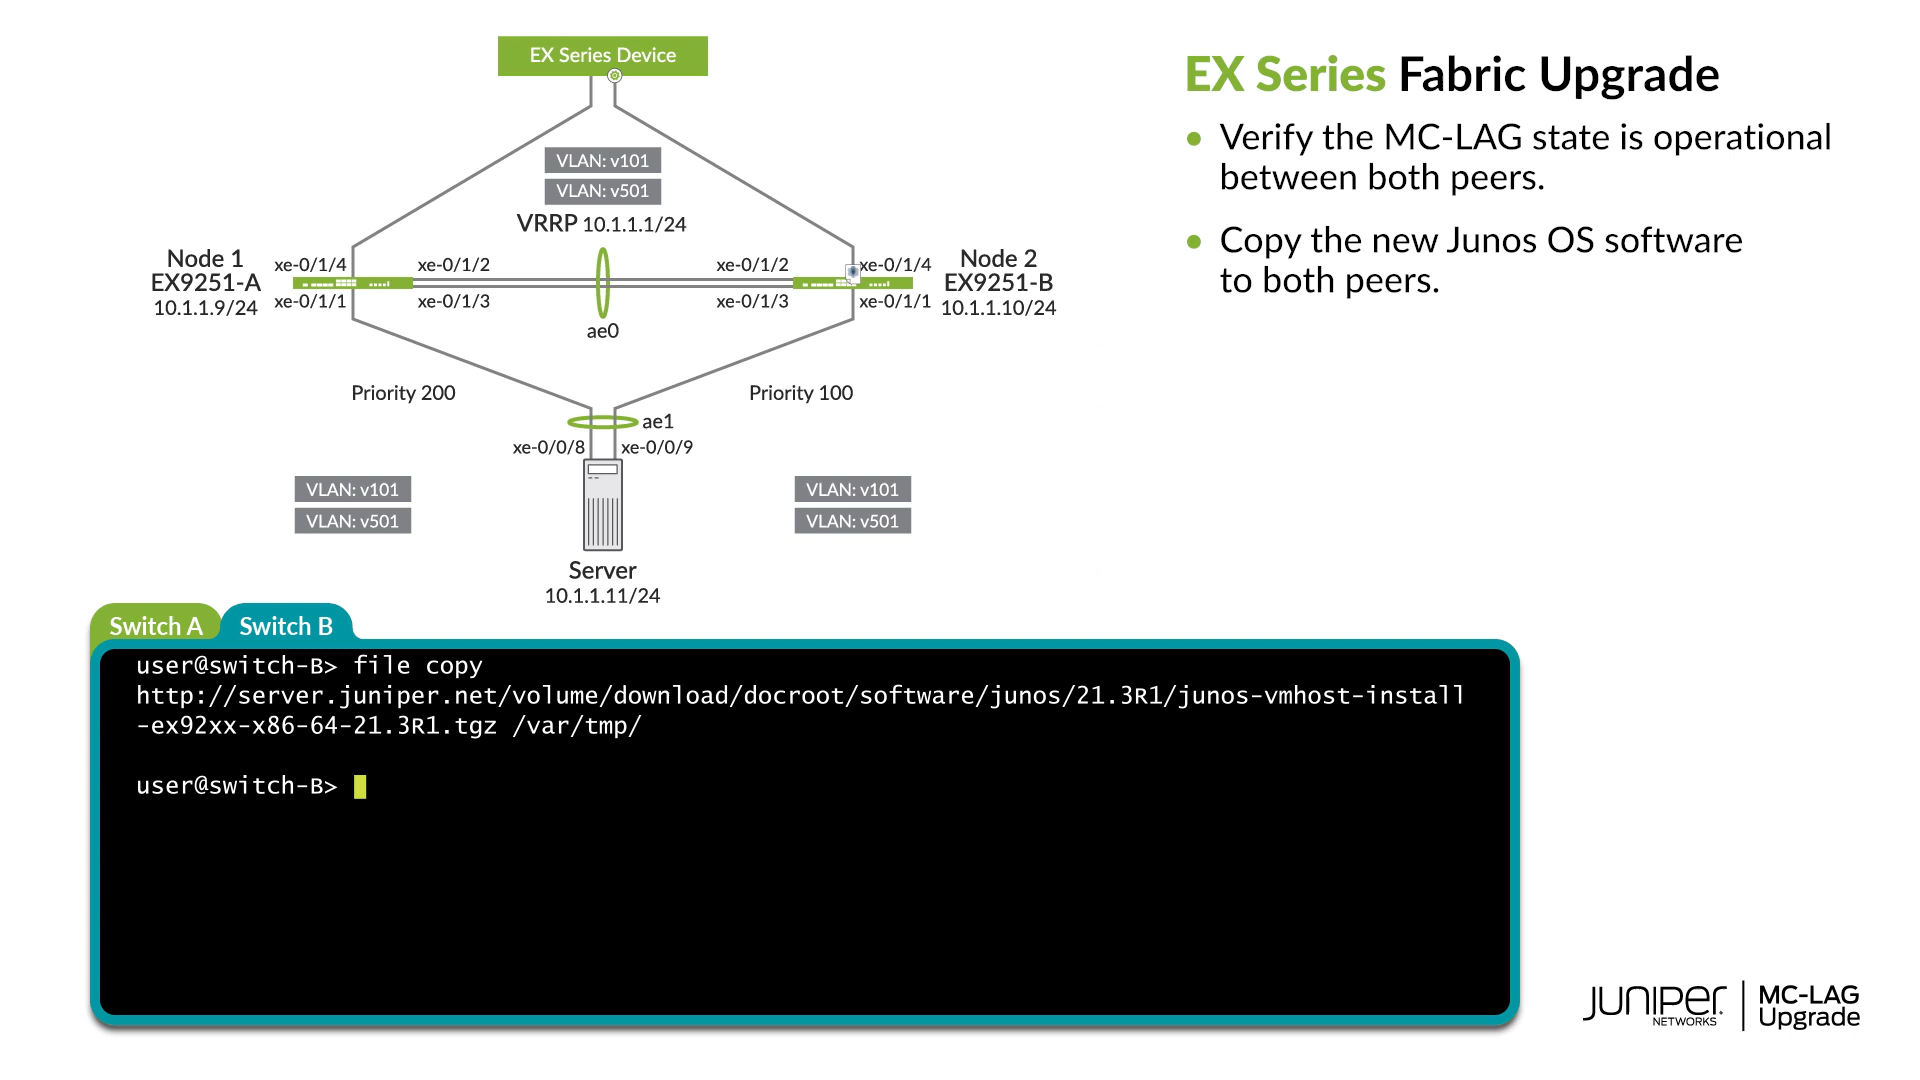 EX Series Device
VLAN: v101
VLAN: v501
VRRP 10.1.1.1/24
Node 1
EX9251-A
10.1.1.9/24
xe-0/1/4
xe-0/1/1
xe-0/1/2
xe-0/1/3
ae0
xe-0/1/2
xe-0/1/3
xe-0/1/4
xe-0/1/1
Node 2
EX9251-B
10.1.1.10/24
Priority 200
Priority 100
ae1
xe-0/0/8
xe-0/0/9
VLAN: v101
VLAN: v501
VLAN: v101
VLAN: v501
Server
10.1.1.11/24
EX Series Fabric Upgrade
• Verify the MC-LAG state is operational
between both peers.
• Copy the new Junos OS software
to both peers.
Switch A
Switch B
user@switch-B> file copy
http://server.juniper.net/volume/download/docroot/software/junos/21.3R1/junos-vmhost-install
-ex92xx-x86-64-21.3R1.tgz /var/tmp/
user@switch-B>
JUNIPER
NETWORKS
MC-LAG
Upgrade